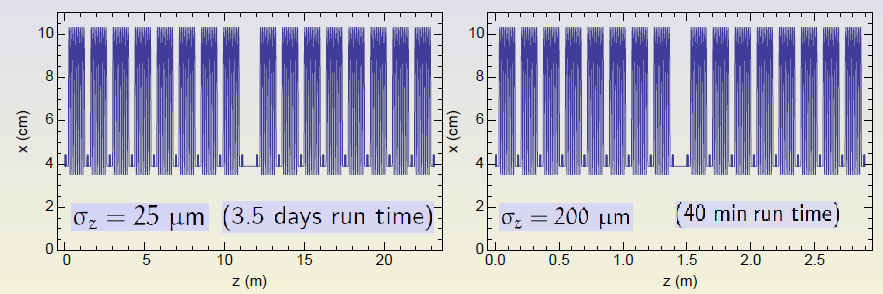 10
8
6
4
2
0
x (cm)
σz = 25 μm (3.5 days run time)
0 5 10 15 20
z (m)
10
8
6
4
2
0
x (cm)
σz = 200 μm (40 min run time)
0.0 0.5 1.0 1.5 2.0 2.5
z (m)